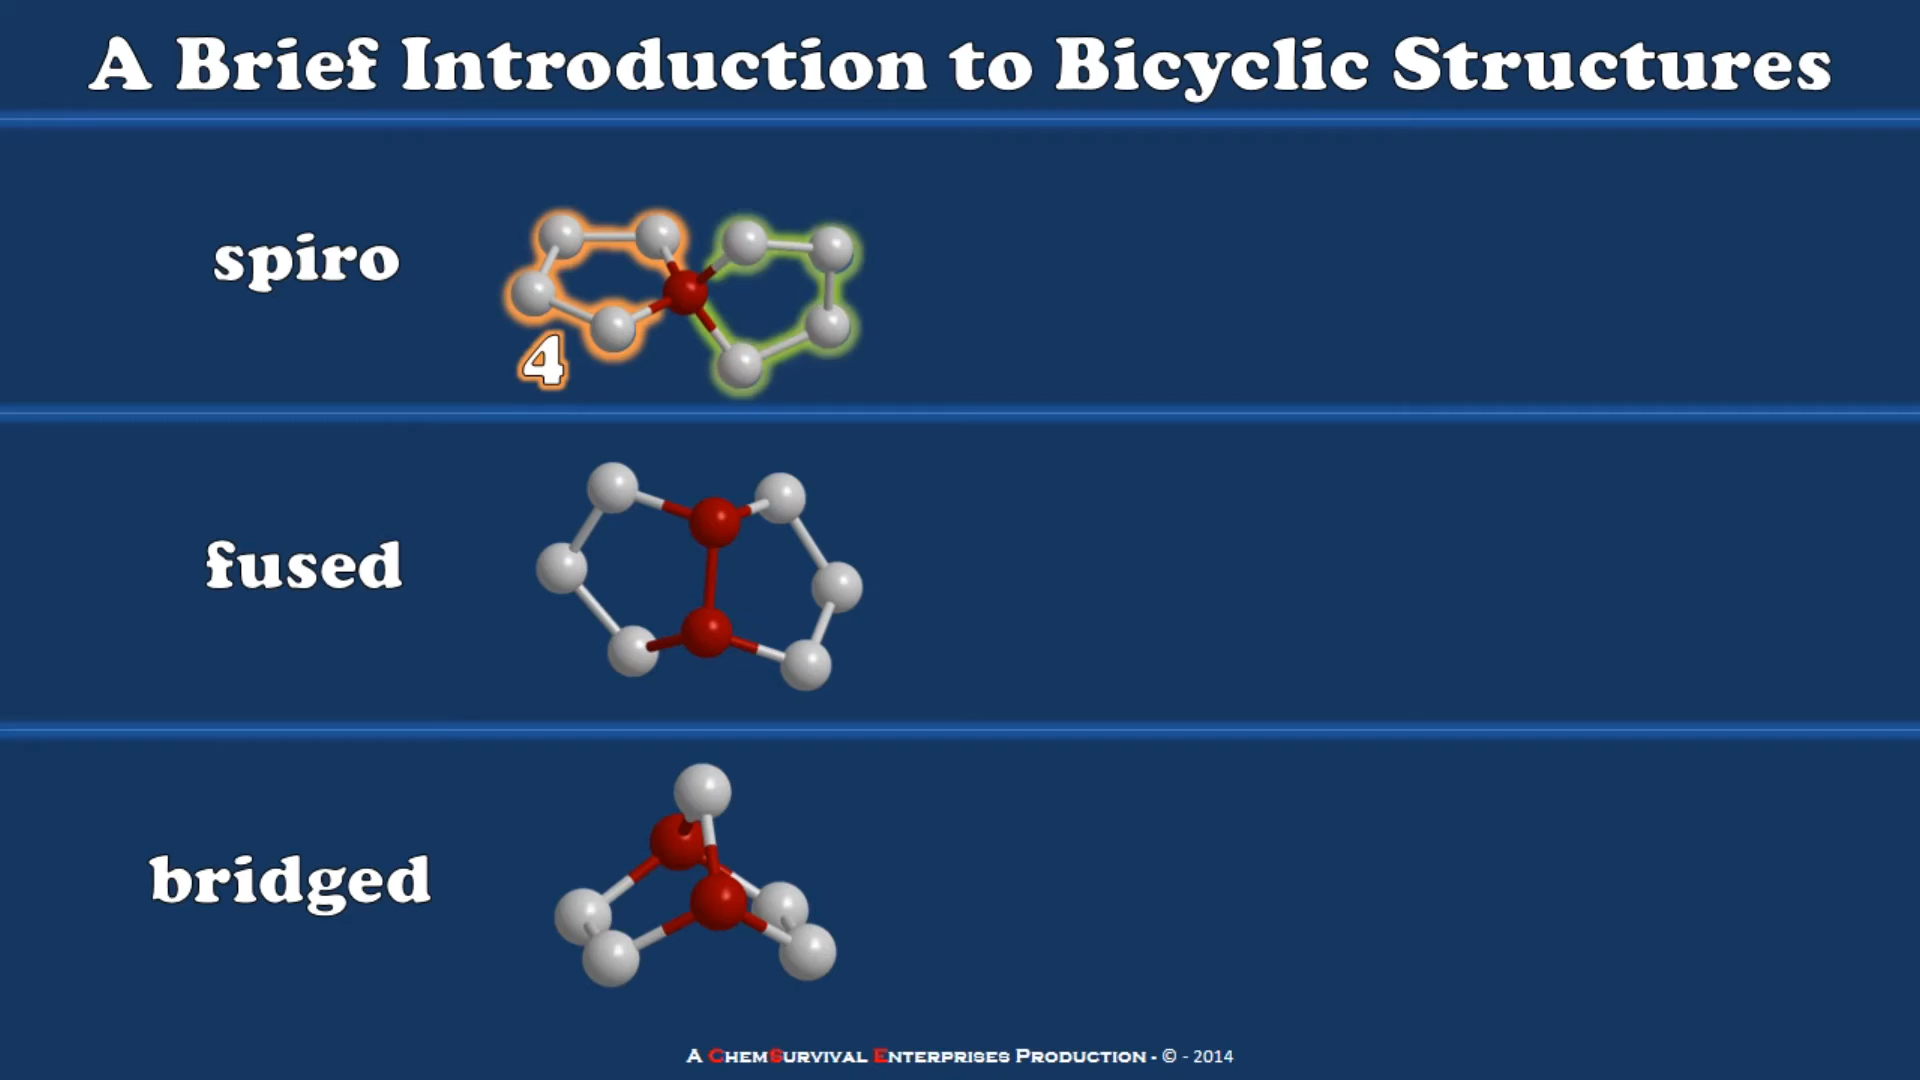 A Brief Introduction to Bicyclic Structures
spiro
4
fused
bridged
A ChemSurvival Enterprises Production - © - 2014